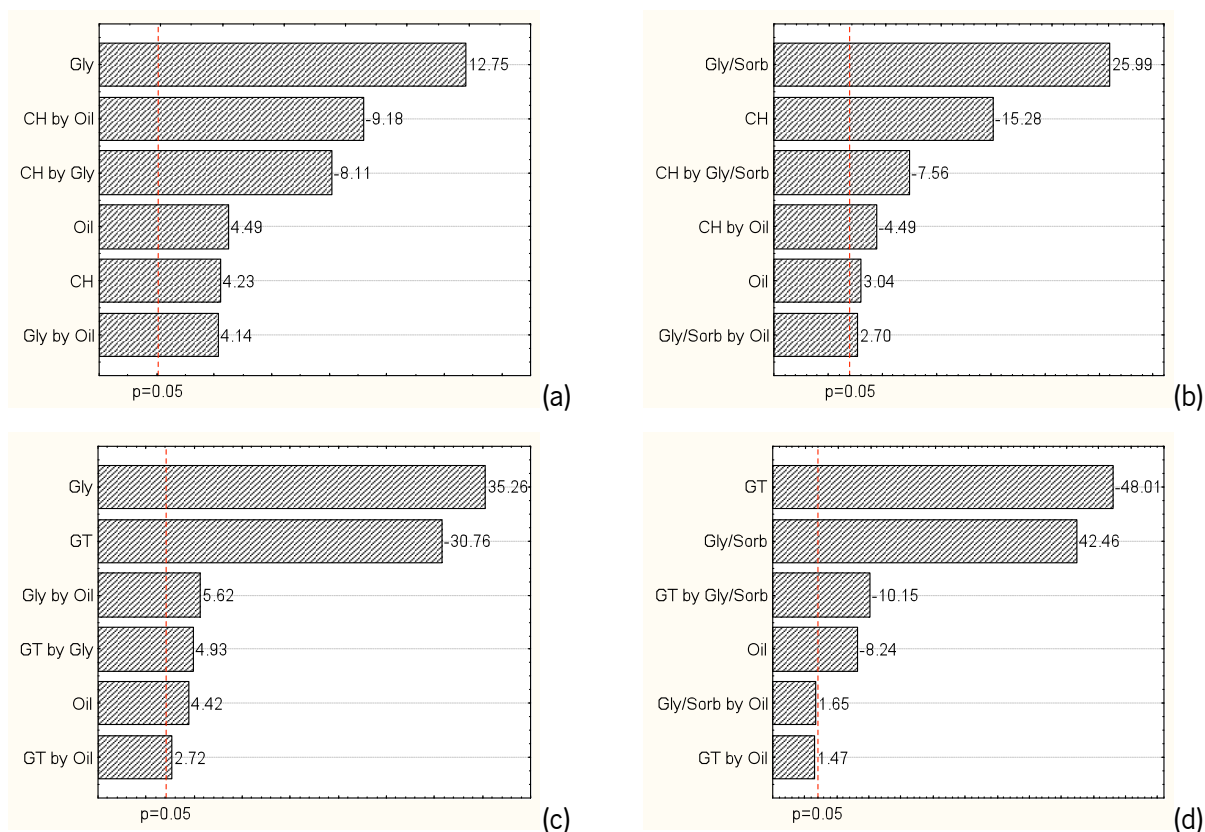 Gly 12.75
CH by Oil -9.18
CH by Gly -8.11
Oil 4.49
CH 4.23
Gly by Oil 4.14
p=0.05
(a)
Gly/Sorb 25.99
CH -15.28
CH by Gly/Sorb -7.56
CH by Oil -4.49
Oil 3.04
Gly/Sorb by Oil 2.70
p=0.05
(b)
Gly 35.26
GT -30.76
Gly by Oil 5.62
GT by Gly 4.93
Oil 4.42
GT by Oil 2.72
p=0.05
(c)
GT -48.01
Gly/Sorb 42.46
GT by Gly/Sorb -10.15
Oil -8.24
Gly/Sorb by Oil 1.65
GT by Oil 1.47
p=0.05
(d)